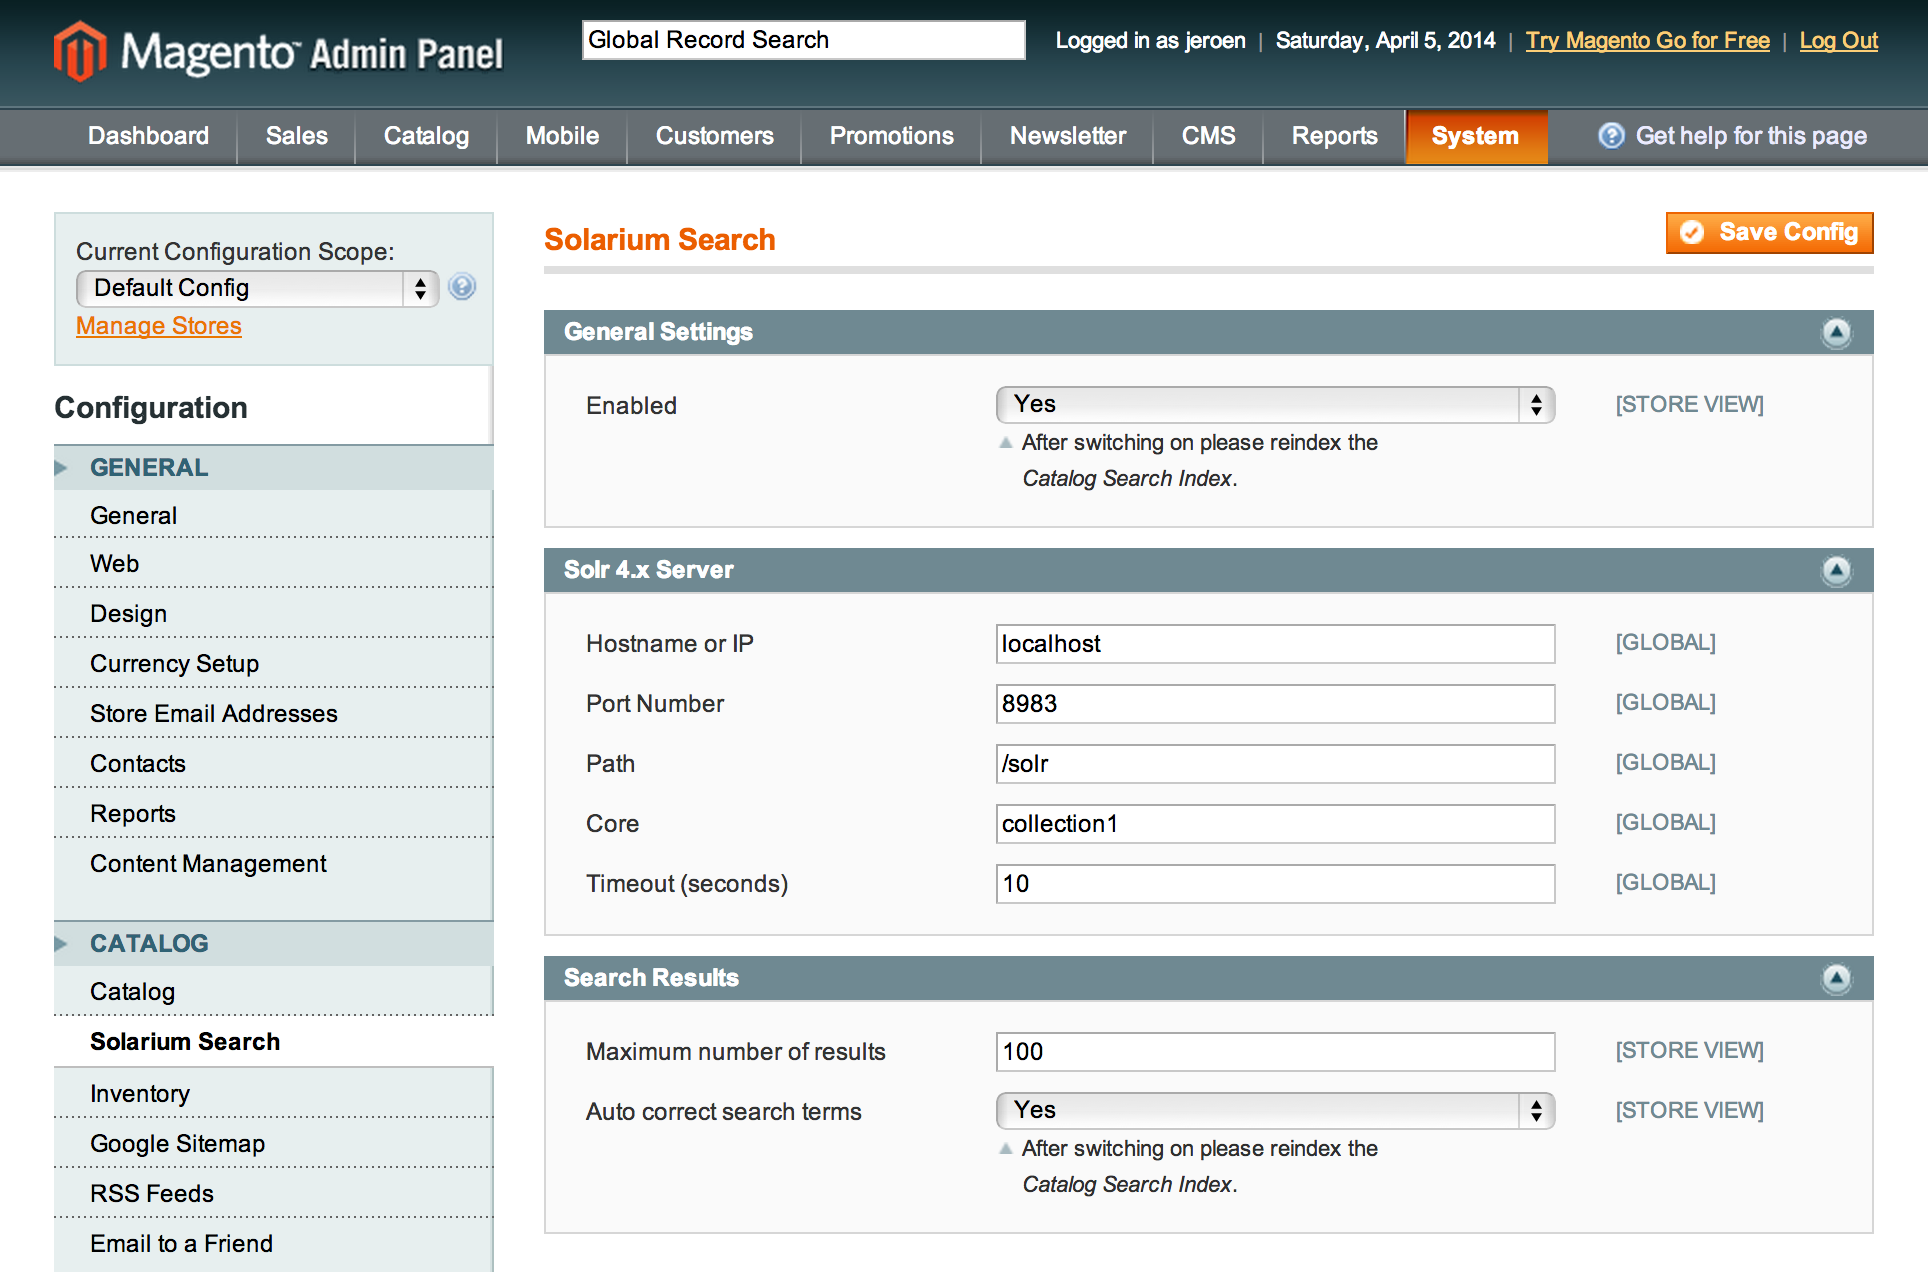 Magento™ Admin Panel
Global Record Search
Logged in as jeroen | Saturday, April 5, 2014 | Try Magento Go for Free | Log Out
Dashboard Sales Catalog Mobile Customers Promotions Newsletter CMS Reports System Get help for this page
Current Configuration Scope:
Default Config
Manage Stores
Configuration
GENERAL
General
Web
Design
Currency Setup
Store Email Addresses
Contacts
Reports
Content Management
CATALOG
Catalog
Solarium Search
Inventory
Google Sitemap
RSS Feeds
Email to a Friend
Solarium Search
Save Config
General Settings
Enabled Yes [STORE VIEW]
After switching on please reindex the
Catalog Search Index.
Solr 4.x Server
Hostname or IP localhost [GLOBAL]
Port Number 8983 [GLOBAL]
Path /solr [GLOBAL]
Core collection1 [GLOBAL]
Timeout (seconds) 10 [GLOBAL]
Search Results
Maximum number of results 100 [STORE VIEW]
Auto correct search terms Yes [STORE VIEW]
After switching on please reindex the
Catalog Search Index.